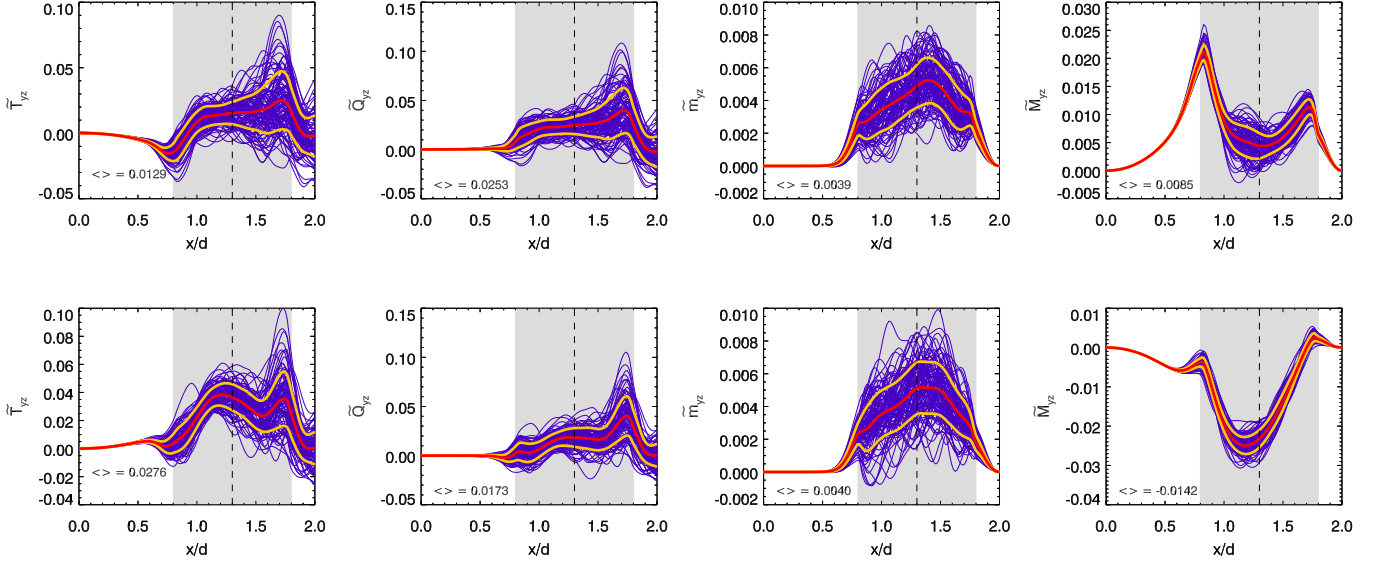 0.10
0.05
0.00
-0.05
T̃yz
<> = 0.0129
0.0 0.5 1.0 1.5 2.0
x/d
0.15
0.10
0.05
0.00
-0.05
Q̃yz
<> = 0.0253
0.0 0.5 1.0 1.5 2.0
x/d
0.010
0.008
0.006
0.004
0.002
0.000
-0.002
m̃yz
<> = 0.0039
0.0 0.5 1.0 1.5 2.0
x/d
0.030
0.025
0.020
0.015
0.010
0.005
0.000
-0.005
M̃yz
<> = 0.0085
0.0 0.5 1.0 1.5 2.0
x/d
0.10
0.08
0.06
0.04
0.02
0.00
-0.02
-0.04
T̃yz
<> = 0.0276
0.0 0.5 1.0 1.5 2.0
x/d
0.15
0.10
0.05
0.00
-0.05
Q̃yz
<> = 0.0173
0.0 0.5 1.0 1.5 2.0
x/d
0.010
0.008
0.006
0.004
0.002
0.000
-0.002
m̃yz
<> = 0.0040
0.0 0.5 1.0 1.5 2.0
x/d
0.01
0.00
-0.01
-0.02
-0.03
-0.04
M̃yz
<> = -0.0142
0.0 0.5 1.0 1.5 2.0
x/d